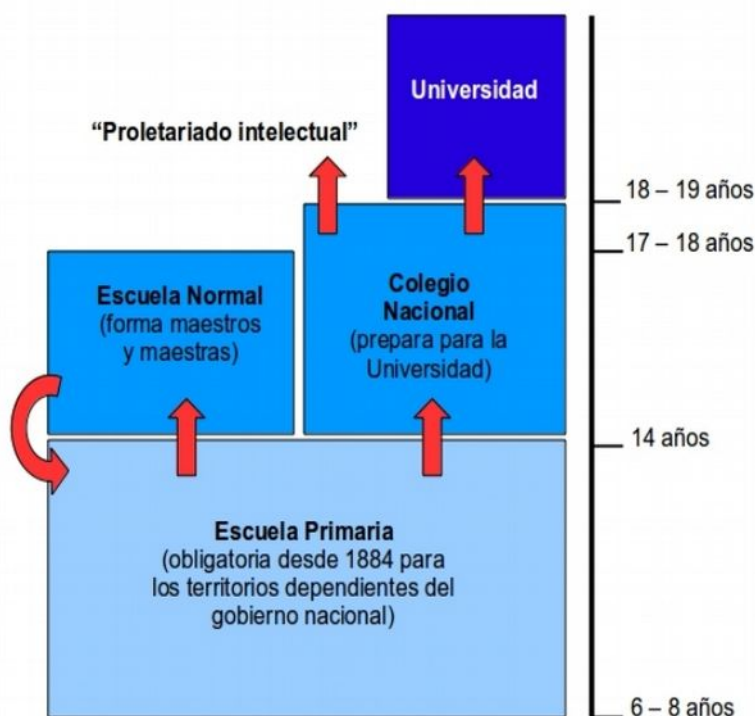 Universidad
“Proletariado intelectual”
18 – 19 años
17 – 18 años
Escuela Normal
(forma maestros
y maestras)
Colegio
Nacional
(prepara para la
Universidad)
14 años
Escuela Primaria
(obligatoria desde 1884 para
los territorios dependientes del
gobierno nacional)
6 – 8 años